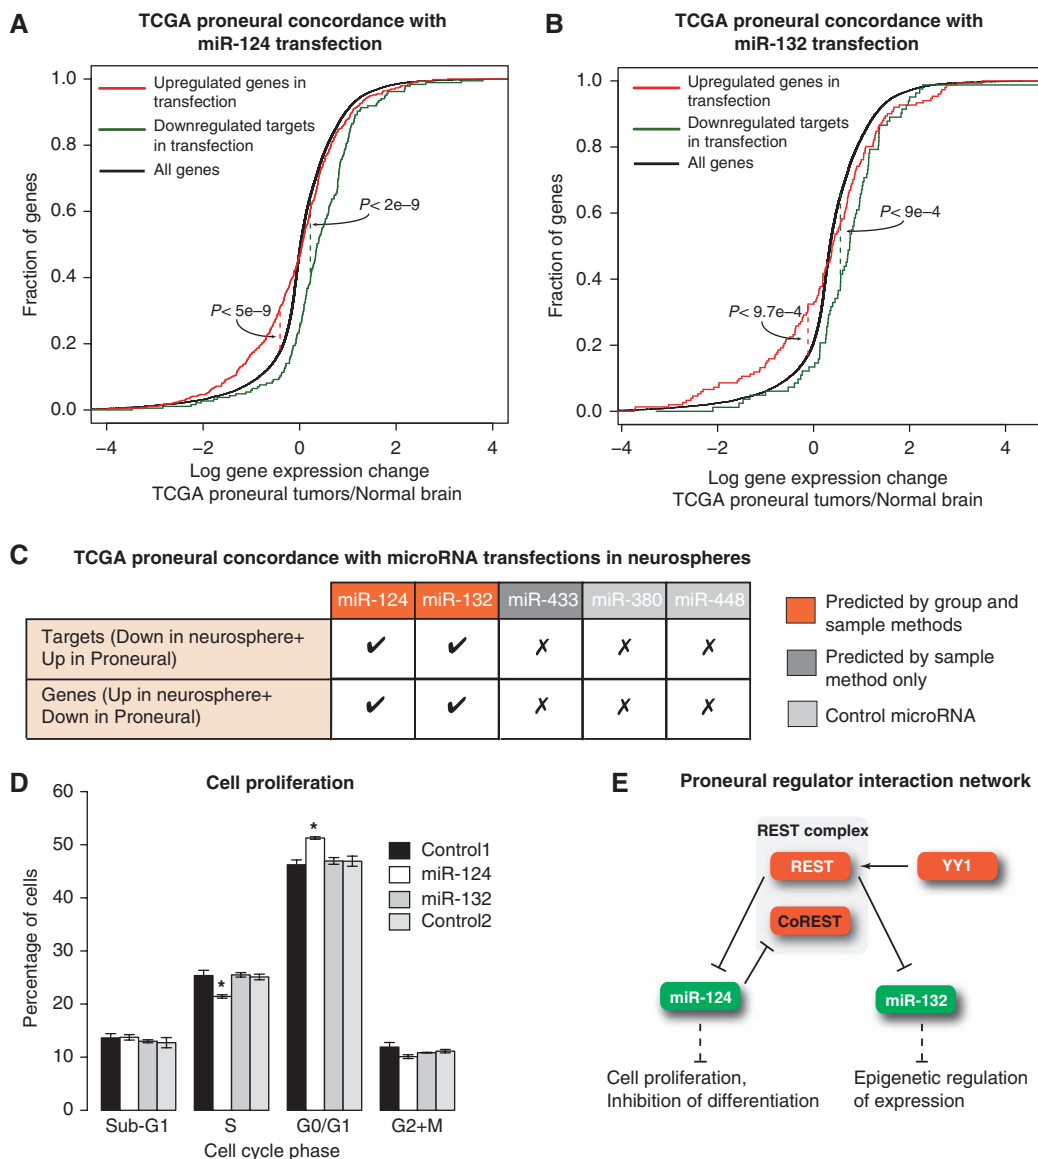 A
TCGA proneural concordance with
miR-124 transfection
1.0
0.8
0.6
0.4
0.2
0.0
Fraction of genes
Upregulated genes in
transfection
Downregulated targets
in transfection
All genes
P< 2e–9
P< 5e–9
−4
−2
0
2
4
Log gene expression change
TCGA proneural tumors/Normal brain
B
TCGA proneural concordance with
miR-132 transfection
1.0
0.8
0.6
0.4
0.2
0.0
Fraction of genes
Upregulated genes in
transfection
Downregulated targets
in transfection
All genes
P< 9e–4
P< 9.7e–4
−4
−2
0
2
4
Log gene expression change
TCGA proneural tumors/Normal brain
C
TCGA proneural concordance with microRNA transfections in neurospheres
miR-124 miR-132 miR-433 miR-380 miR-448
Targets (Down in neurosphere+
Up in Proneural)
✔ ✔ ✗ ✗ ✗
Genes (Up in neurosphere+
Down in Proneural)
✔ ✔ ✗ ✗ ✗
Predicted by group and
sample methods
Predicted by sample
method only
Control microRNA
D
Cell proliferation
60
50
40
30
20
10
0
Percentage of cells
*
*
Control1
miR-124
miR-132
Control2
Sub-G1
S
G0/G1
G2+M
Cell cycle phase
E
Proneural regulator interaction network
REST complex
REST
YY1
CoREST
miR-124
miR-132
Cell proliferation,
Inhibition of differentiation
Epigenetic regulation
of expression